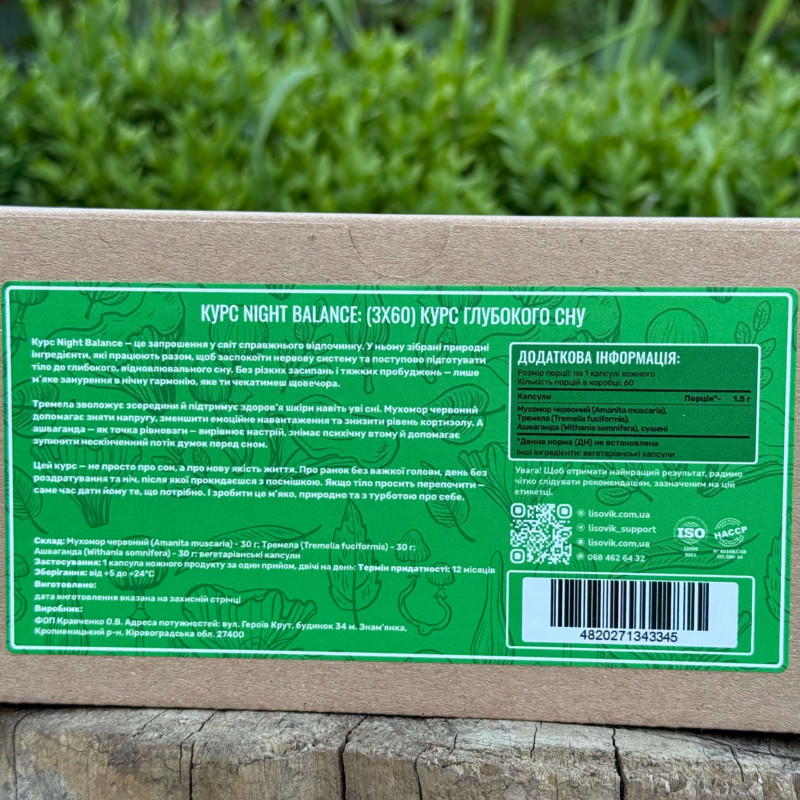 КУРС NIGHT BALANCE: (3X60) КУРС ГЛУБОКОГО СНУ
Курс Night Balance – це запрошення у світ справжнього відпочинку. У ньому зібрані природні
інгредієнти, які працюють разом, щоб заспокоїти нервову систему та поступово підготувати
тіло до глибокого, відновлювального сну. Без різких засипань і тяжких пробуджень – лише
м'яке занурення в нічну гармонію, яке ти чекатимеш щовечора.
Тремела зволожує зсередини й підтримує здоров'я шкіри навіть уві сні. Мухомор червоний
допомагає зняти напругу, зменшити емоційне навантаження та знизити рівень кортизолу. А
ашваганда – як точка рівноваги – вирівнює настрій, знімає психічну втому й допомагає
зупинити нескінченний потік думок перед сном.
Цей курс – не просто про сон, а про нову якість життя. Про ранок без важкої голови, день без
роздратування та ніч, після якої прокидаєшся з посмішкою. Якщо тіло просить перепочити –
саме час дати йому те, що потрібно. І зробити це м'яко, природно та з турботою про себе.
Склад: Мухомор червоний (Amanita muscaria) - 30 г; Тремела (Tremella fuciformis) - 30 г;
Ашваганда (Withania somnifera) - 30 г; вегетаріанські капсули
Застосування: 1 капсула кожного продукту за один прийом, двічі на день; Термін придатності: 12 місяців
Зберігання: від +5 до +24°C
Виготовлено:
дата виготовлення вказана на захисній стрічці
Виробник:
ФОП Кравченко О.В. Адреса потужностей: вул. Героїв Крут, будинок 34 м. Знам'янка,
Кропивницький р-н. Кіровоградська обл. 27400
ДОДАТКОВА ІНФОРМАЦІЯ:
Розмір порції: по 1 капсулі кожного
Кількість порцій в коробці: 60
Капсули Порція*- 1.5 г
Мухомор червоний (Amanita muscaria),
Тремела (Tremella fuciformis),
Ашваганда (Withania somnifera), сушені
*Денна норма (ДН) не встановлена
Інші інгредієнти: вегетаріанські капсули
Увага! Щоб отримати найкращий результат, радимо
чітко слідувати рекомендаціям, зазначеним на цій
етикетці.
lisovik.com.ua
lisovik_support
lisovik.com.ua
068 462 64 32
ISO
22000
9001
HACCP
4820271343345